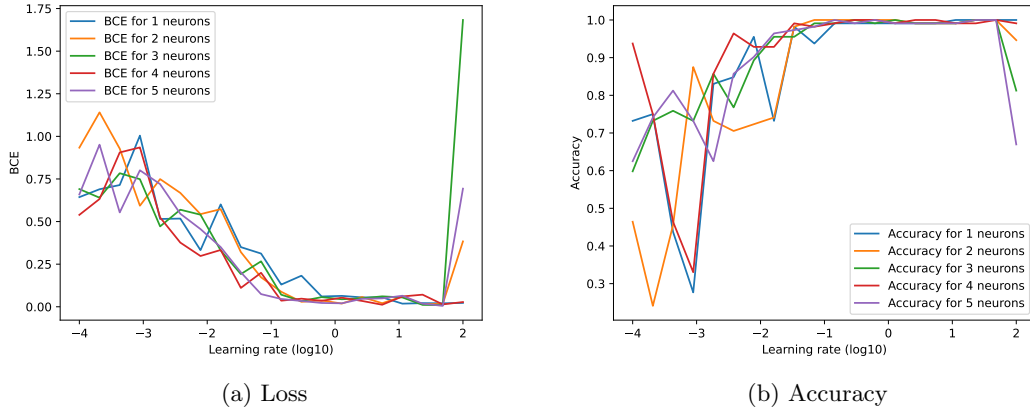 BCE for 1 neurons
BCE for 2 neurons
BCE for 3 neurons
BCE for 4 neurons
BCE for 5 neurons
1.75
1.50
1.25
1.00
0.75
0.50
0.25
0.00
BCE
−4 −3 −2 −1 0 1 2
Learning rate (log10)
(a) Loss
1.0
0.9
0.8
0.7
0.6
0.5
0.4
0.3
Accuracy
Accuracy for 1 neurons
Accuracy for 2 neurons
Accuracy for 3 neurons
Accuracy for 4 neurons
Accuracy for 5 neurons
−4 −3 −2 −1 0 1 2
Learning rate (log10)
(b) Accuracy